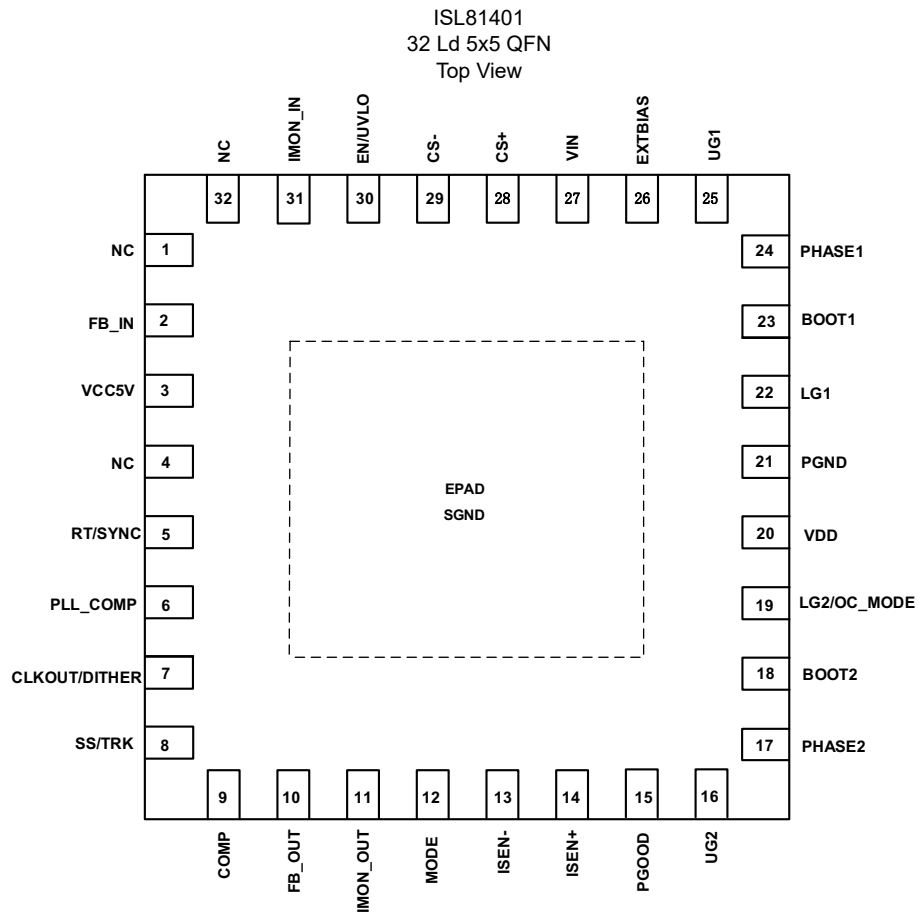 ISL81401
32 Ld 5x5 QFN
Top View
NC
IMON_IN
EN/UVLO
CS-
CS+
VIN
EXTBIAS
UG1
32
31
30
29
28
27
26
25
NC 1
FB_IN 2
VCC5V 3
NC 4
RT/SYNC 5
PLL_COMP 6
CLKOUT/DITHER 7
SS/TRK 8
EPAD
SGND
24 PHASE1
23 BOOT1
22 LG1
21 PGND
20 VDD
19 LG2/OC_MODE
18 BOOT2
17 PHASE2
9
10
11
12
13
14
15
16
COMP
FB_OUT
IMON_OUT
MODE
ISEN-
ISEN+
PGOOD
UG2